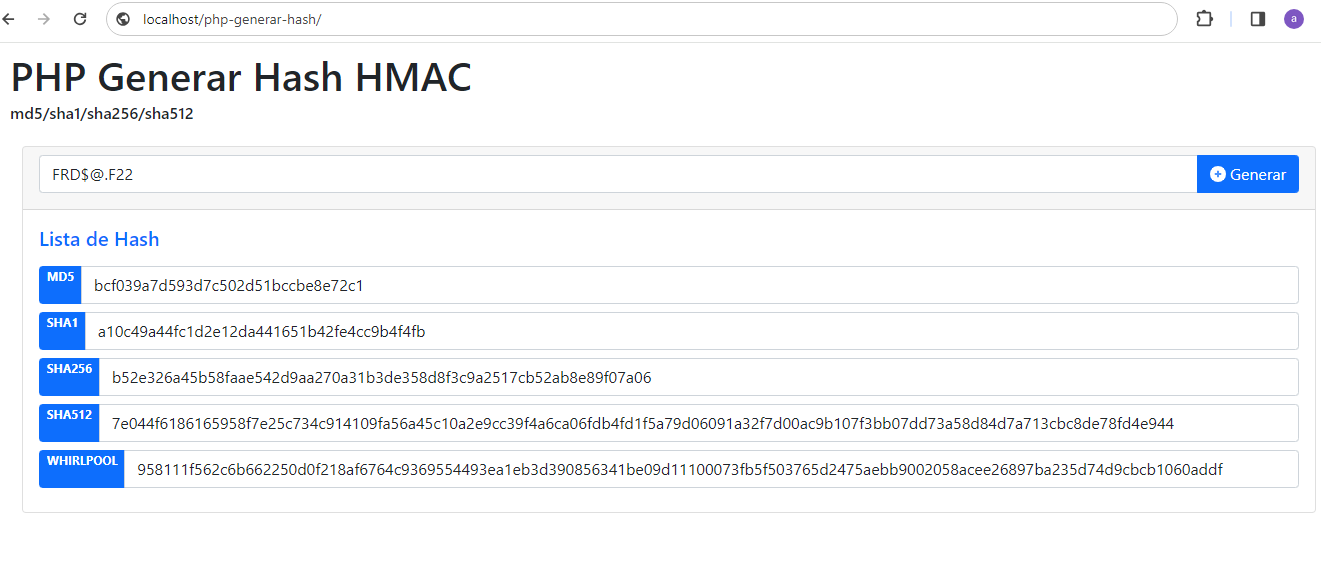 localhost/php-generar-hash/
a
PHP Generar Hash HMAC
md5/sha1/sha256/sha512
FRD$@.F22
Generar
Lista de Hash
MD5 bcf039a7d593d7c502d51bccbe8e72c1
SHA1 a10c49a44fc1d2e12da441651b42fe4cc9b4f4fb
SHA256 b52e326a45b58faae542d9aa270a31b3de358d8f3c9a2517cb52ab8e89f07a06
SHA512 7e044f6186165958f7e25c734c914109fa56a45c10a2e9cc39f4a6ca06fdb4fd1f5a79d06091a32f7d00ac9b107f3bb07dd73a58d84d7a713cbc8de78fd4e944
WHIRLPOOL 958111f562c6b662250d0f218af6764c9369554493ea1eb3d390856341be09d11100073fb5f503765d2475aebb9002058acee26897ba235d74d9cbcb1060addf